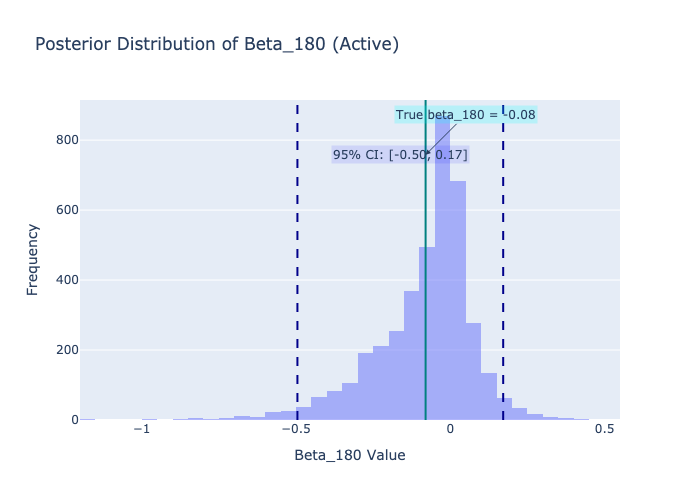 Posterior Distribution of Beta_180 (Active)
True beta_180 = -0.08
95% CI: [-0.50, 0.17]
800
600
400
200
0
Frequency
−1
−0.5
0
0.5
Beta_180 Value